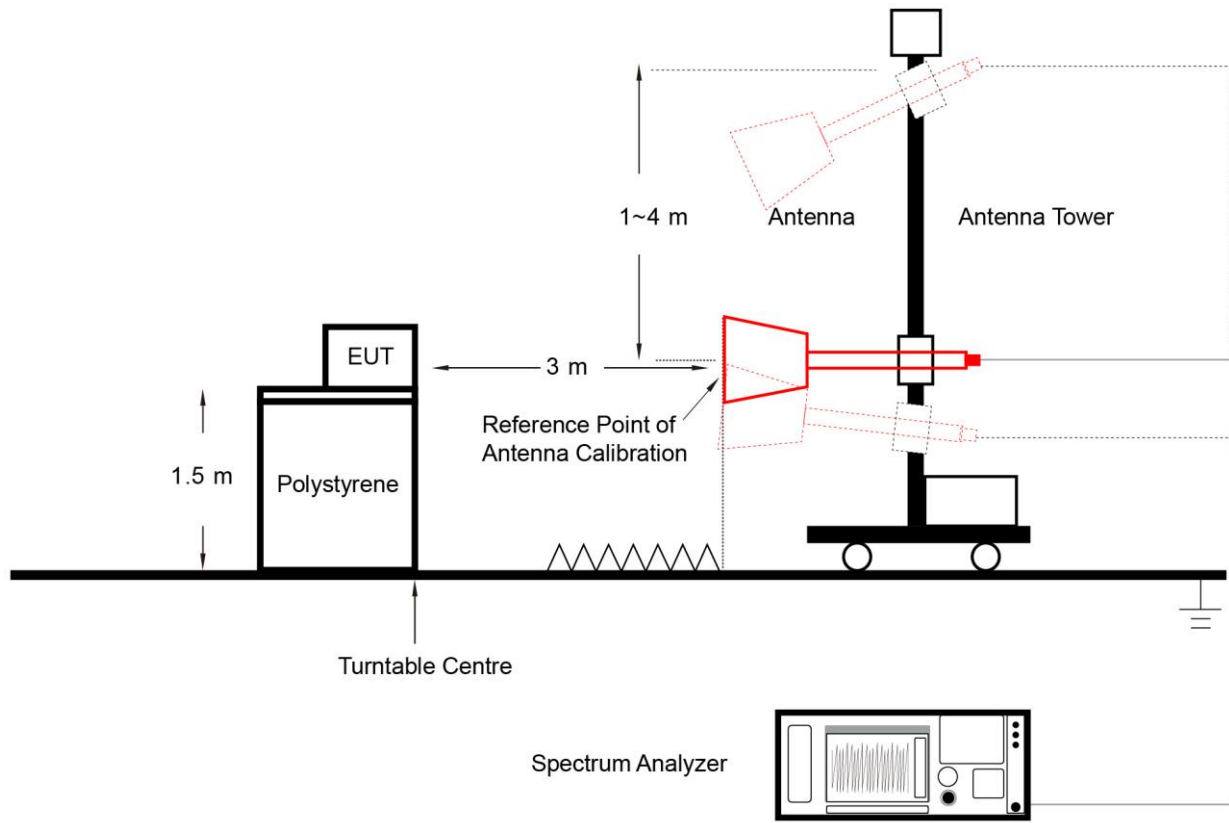 1~4 m
Antenna
Antenna Tower
EUT
3 m
Reference Point of
Antenna Calibration
1.5 m
Polystyrene
Turntable Centre
Spectrum Analyzer